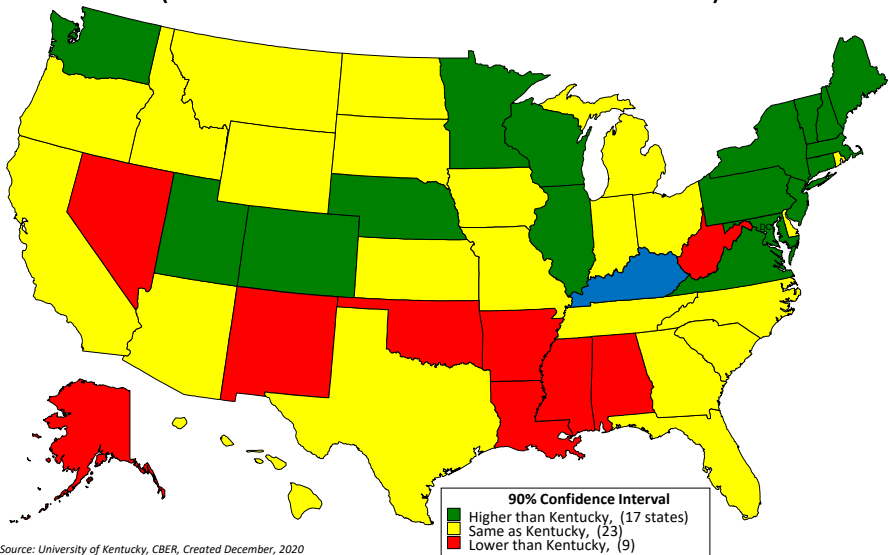 90% Confidence Interval
Higher than Kentucky, (17 states)
Same as Kentucky, (23)
Lower than Kentucky, (9)
Source: University of Kentucky, CBER, Created December, 2020